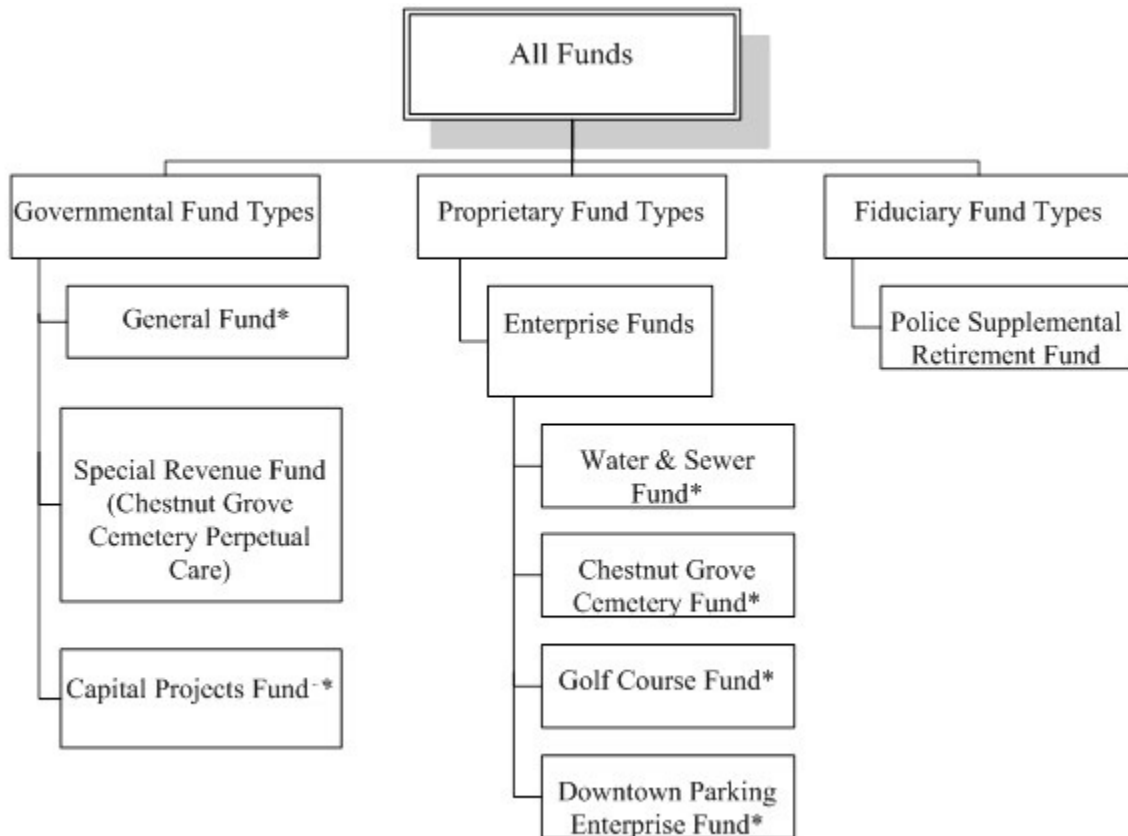 All Funds
Governmental Fund Types
Proprietary Fund Types
Fiduciary Fund Types
General Fund*
Special Revenue Fund
(Chestnut Grove
Cemetery Perpetual
Care)
Capital Projects Fund-*
Enterprise Funds
Water & Sewer
Fund*
Chestnut Grove
Cemetery Fund*
Golf Course Fund*
Downtown Parking
Enterprise Fund*
Police Supplemental
Retirement Fund